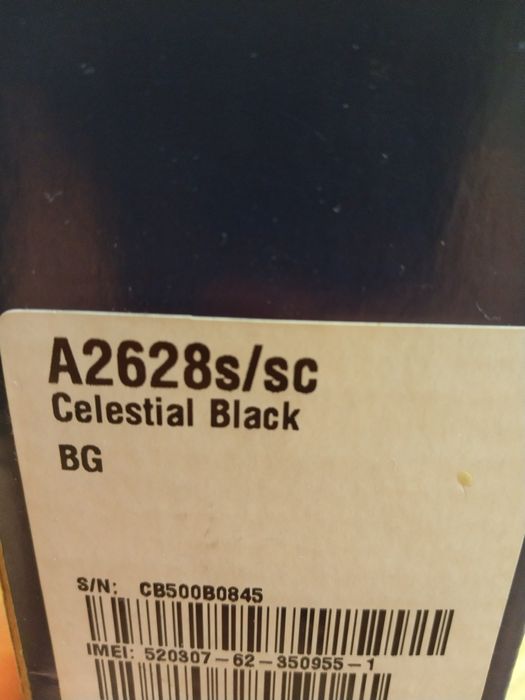 A2628s/sc
Celestial Black
BG
S/N: CB500B0845
IMEI: 520307-62-350955-1